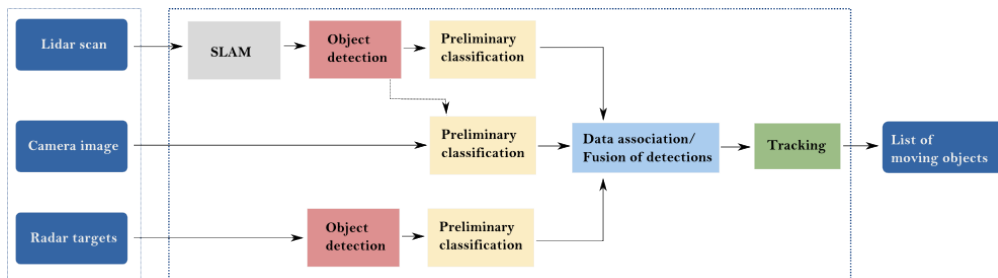 Lidar scan
SLAM
Object
detection
Preliminary
classification
Camera image
Preliminary
classification
Data association/
Fusion of detections
Tracking
List of
moving objects
Radar targets
Object
detection
Preliminary
classification